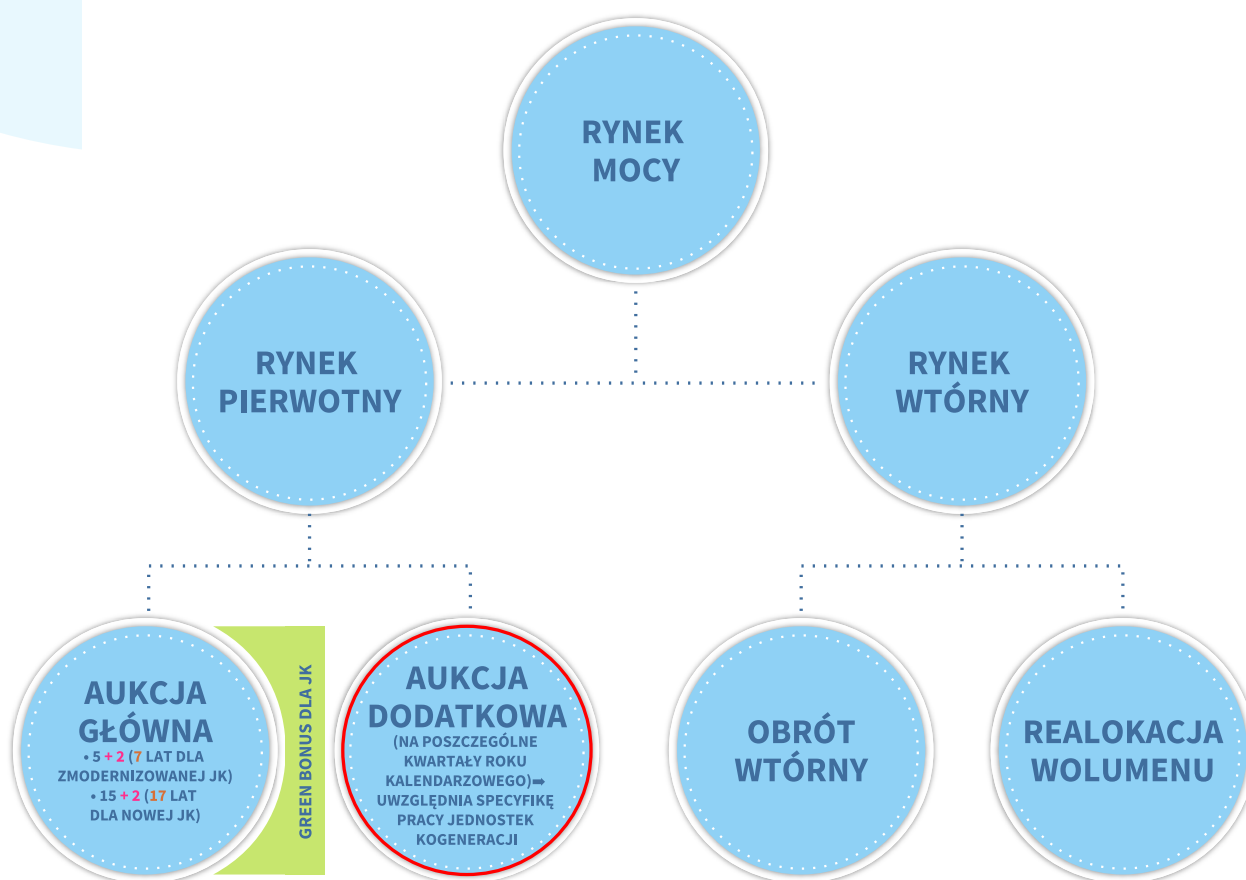 RYNEK
MOCY
RYNEK
PIERWOTNY
RYNEK
WTÓRNY
AUKCJA
GŁÓWNA
• 5 + 2 (7 LAT DLA
ZMODERNIZOWANEJ JK)
• 15 + 2 (17 LAT
DLA NOWEJ JK)
GREEN BONUS DLA JK
AUKCJA
DODATKOWA
(NA POSZCZEGÓLNE
KWARTAŁY ROKU
KALENDARZOWEGO)➡
UWZGLĘDNIA SPECYFIKĘ
PRACY JEDNOSTEK
KOGENERACJI
OBRÓT
WTÓRNY
REALOKACJA
WOLUMENU